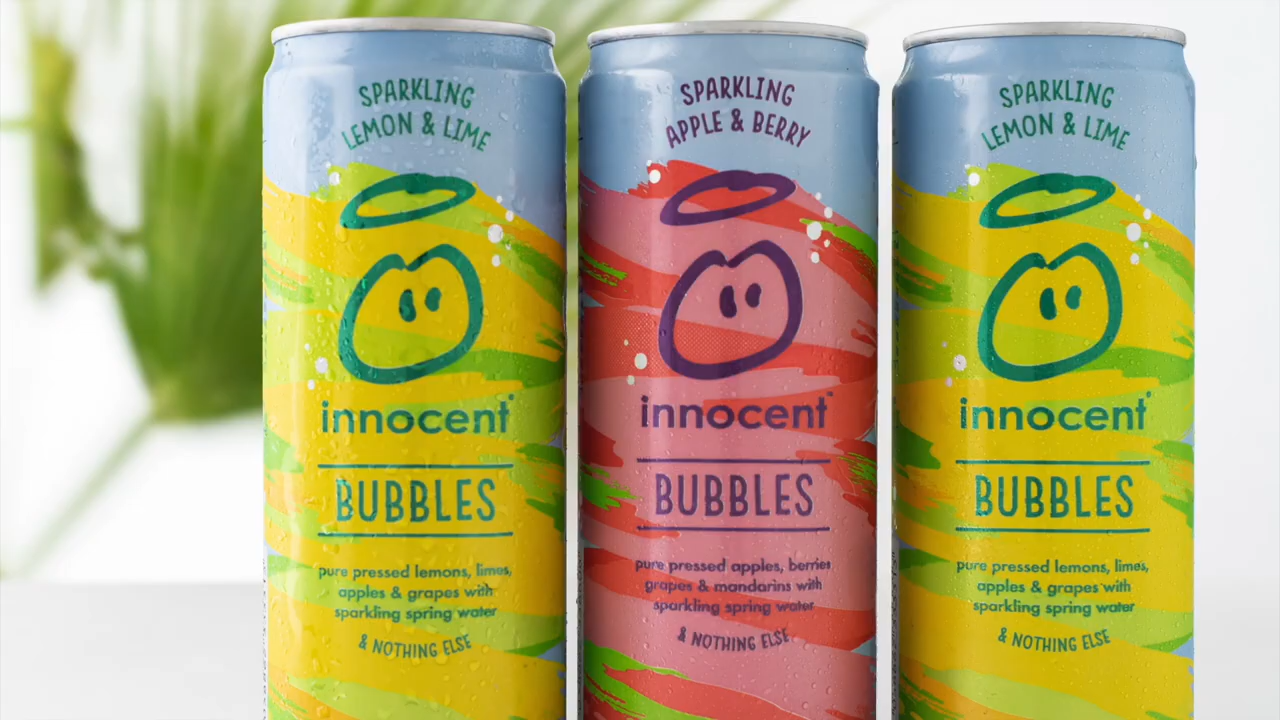 SPARKLING
LEMON & LIME
innocent
BUBBLES
pure pressed lemons, limes,
apples & grapes with
sparkling spring water
& NOTHING ELSE
SPARKLING
APPLE & BERRY
innocent
BUBBLES
pure pressed apples, berries
grapes & mandarins with
sparkling spring water
& NOTHING ELSE
SPARKLING
LEMON & LIME
innocent
BUBBLES
pure pressed lemons, limes,
apples & grapes with
sparkling spring water
& NOTHING ELSE